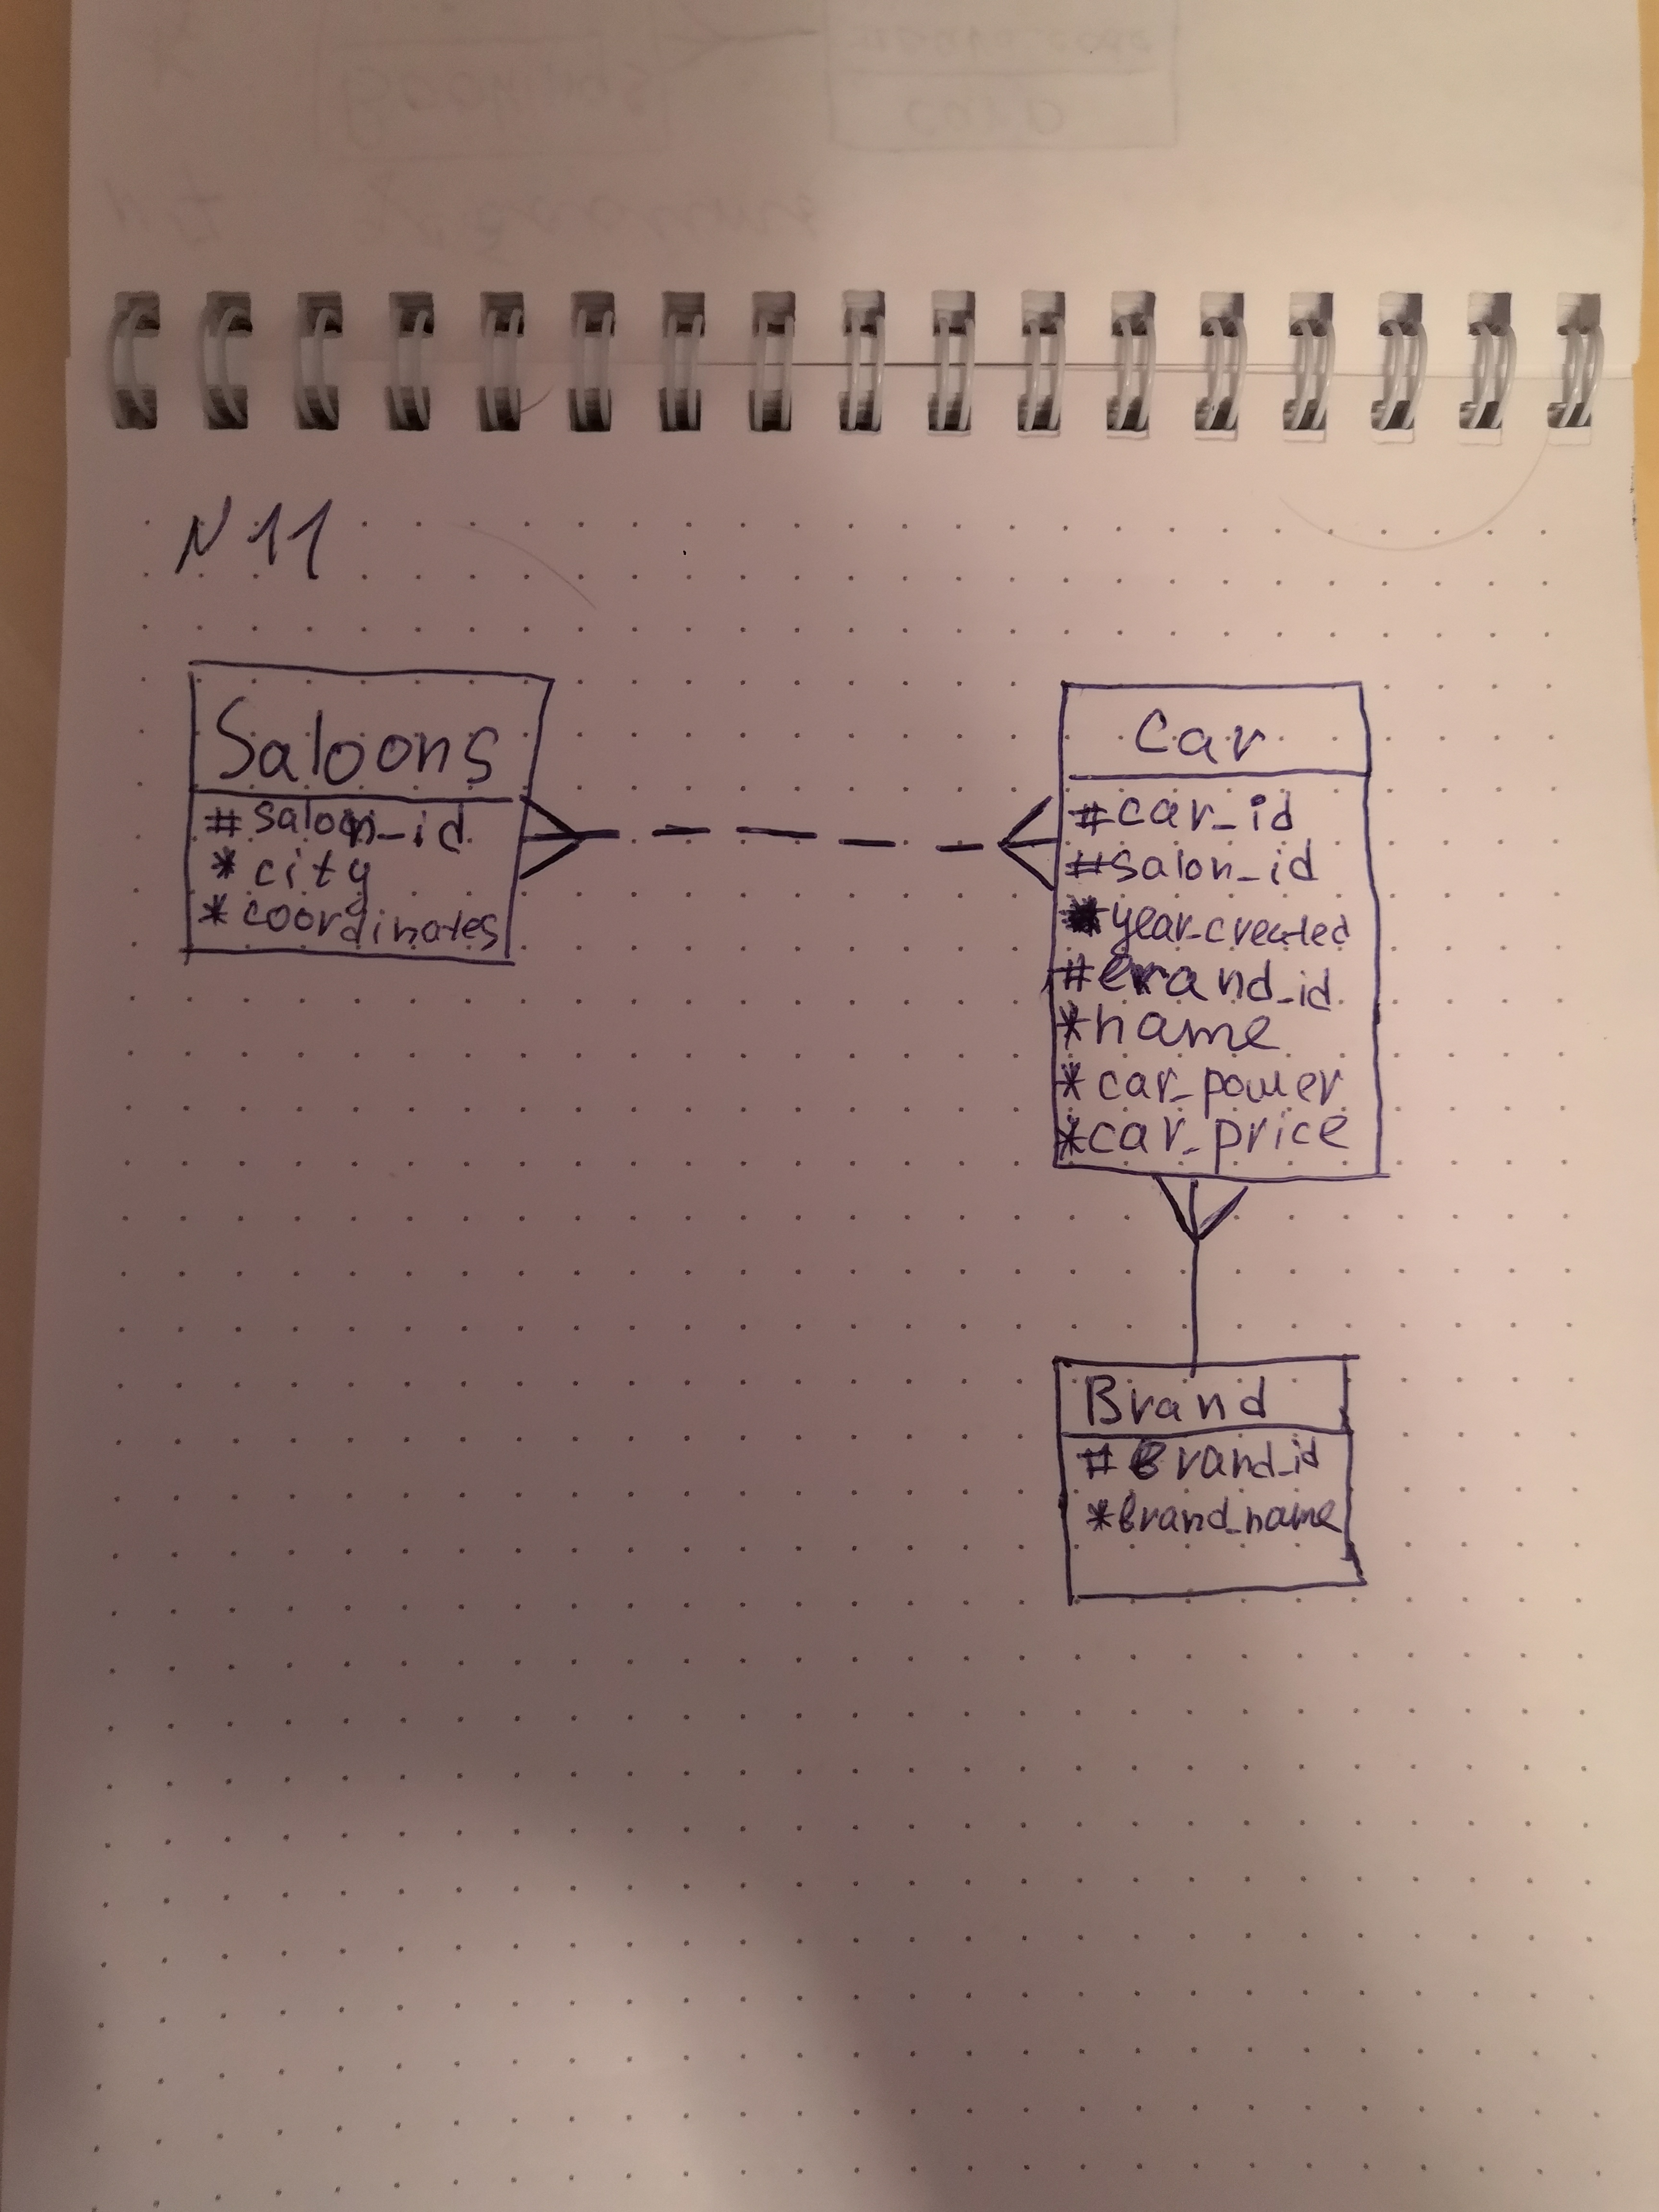 N 11
Saloons
# saloon_id
* city
* coordinates
Car
# car_id
# salon_id
* year_created
# brand_id
* name
* car_power
* car_price
Brand
# Brand_id
* brand_name